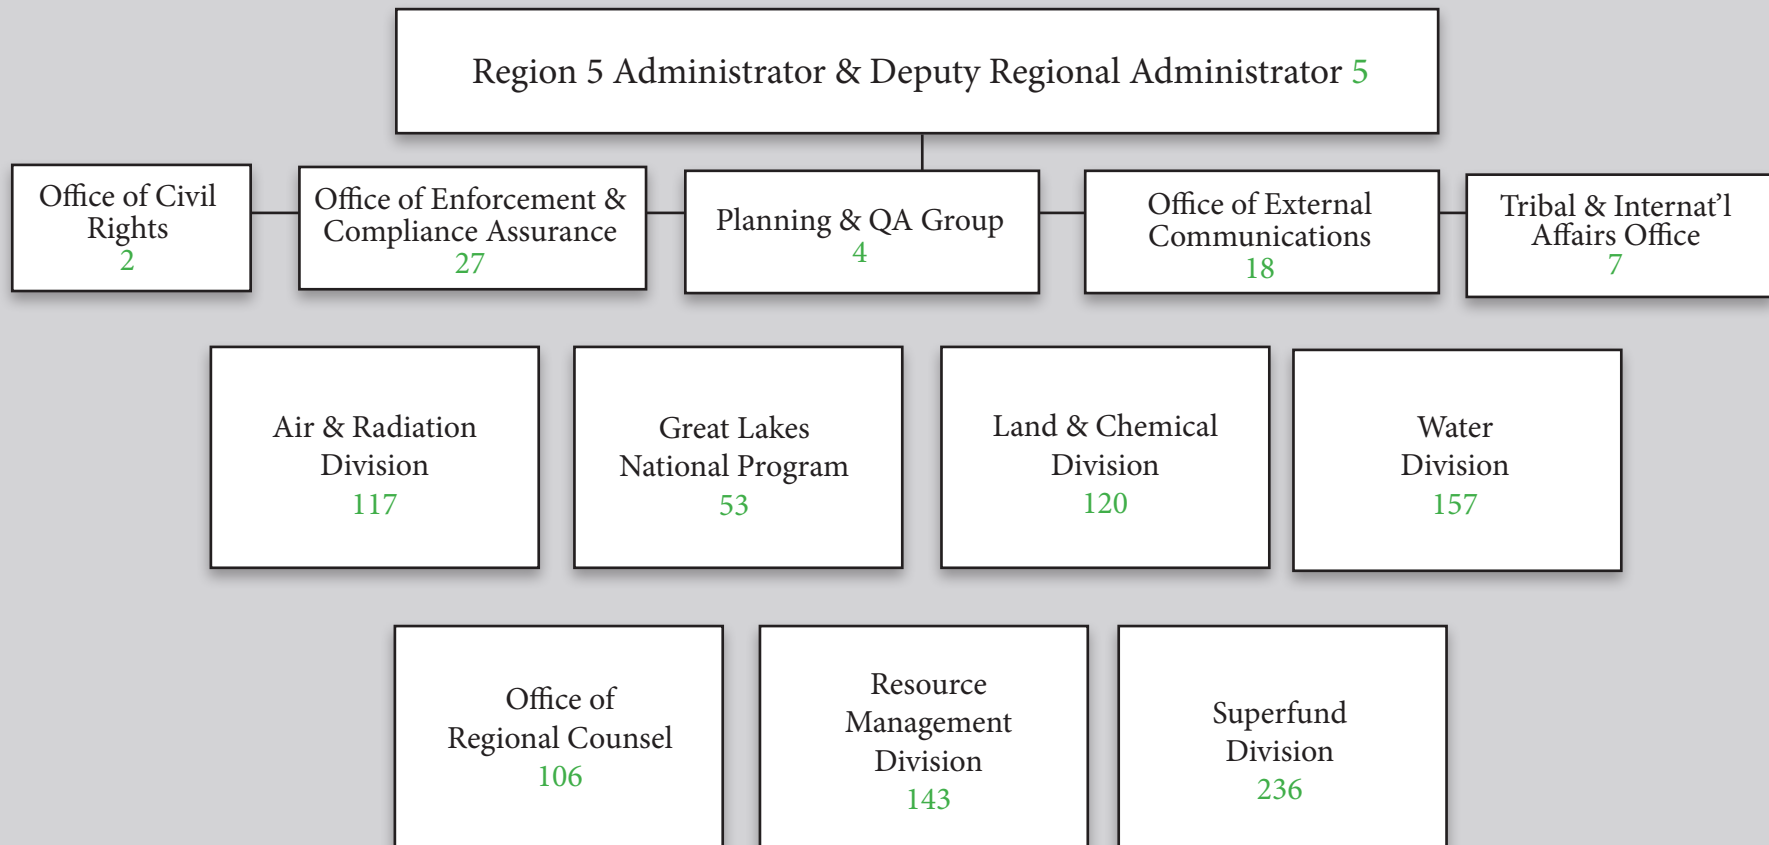 Region 5 Administrator & Deputy Regional Administrator 5
Office of Civil
Rights
2
Office of Enforcement &
Compliance Assurance
27
Planning & QA Group
4
Office of External
Communications
18
Tribal & Internat'l
Affairs Office
7
Air & Radiation
Division
117
Great Lakes
National Program
53
Land & Chemical
Division
120
Water
Division
157
Office of
Regional Counsel
106
Resource
Management
Division
143
Superfund
Division
236